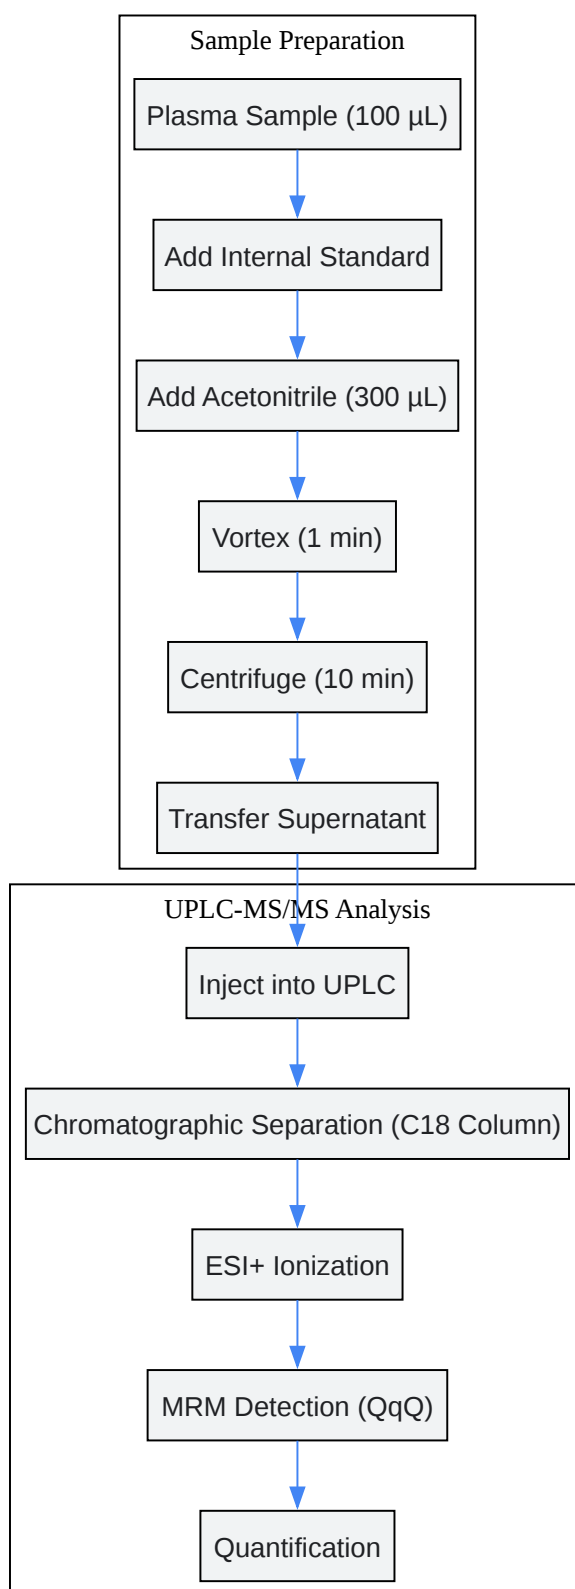 Sample Preparation
Plasma Sample (100 µL)
Add Internal Standard
Add Acetonitrile (300 µL)
Vortex (1 min)
Centrifuge (10 min)
Transfer Supernatant
UPLC-MS/MS Analysis
Inject into UPLC
Chromatographic Separation (C18 Column)
ESI+ Ionization
MRM Detection (QqQ)
Quantification